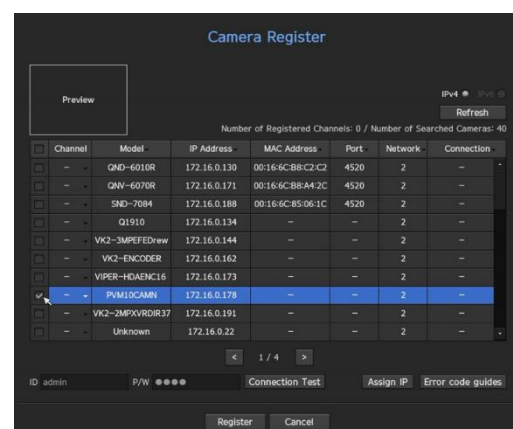 Camera Register
Preview
IPv4 IPv6
Refresh
Number of Registered Channels: 0 / Number of Searched Cameras: 40
Channel Model IP Address MAC Address Port Network Connection
- QND-6010R 172.16.0.130 00:16:6C:B8:C2:C2 4520 2 -
- QNV-6070R 172.16.0.171 00:16:6C:B8:A4:2C 4520 2 -
- SND-7084 172.16.0.188 00:16:6C:85:06:1C 4520 2 -
- Q1910 172.16.0.134 - - 2 -
- VK2-3MPEFEDrew 172.16.0.144 - - 2 -
- VK2-ENCODER 172.16.0.162 - - 2 -
- VIPER-HDAENC16 172.16.0.173 - - 2 -
- PVM10CAMN 172.16.0.178 - - 2 -
- VK2-2MPXVRDIR37 172.16.0.191 - - 2 -
- Unknown 172.16.0.22 - - 2 -
< 1 / 4 >
ID admin P/W ●●●● Connection Test Assign IP Error code guides
Register Cancel